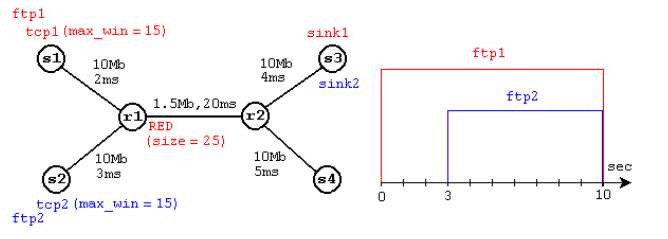 ftp1
tcp1(max_win=15)
s1
10Mb
2ms
sink1
10Mb
4ms
s3
sink2
1.5Mb,20ms
r1
r2
RED
(size=25)
10Mb
3ms
s2
10Mb
5ms
s4
tcp2(max_win=15)
ftp2
ftp1
ftp2
sec
0 3 10